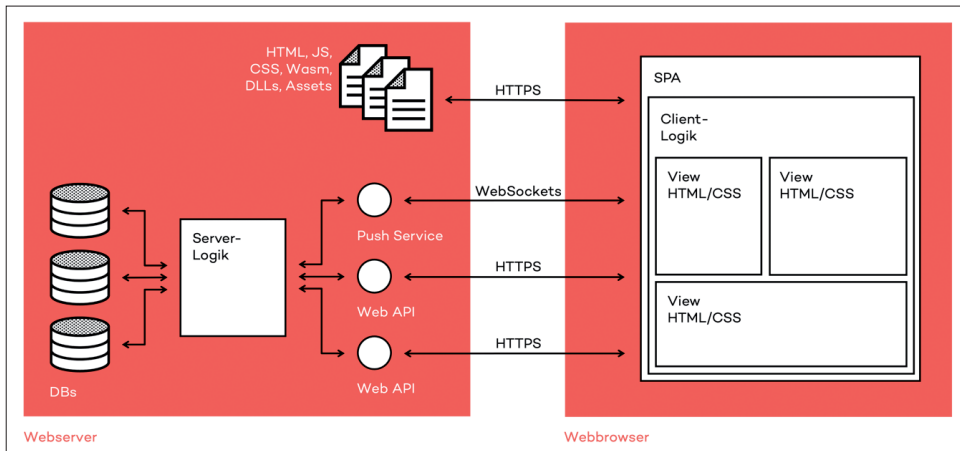 HTML, JS,
CSS, Wasm,
DLLs, Assets
HTTPS
SPA
Client-
Logik
View
HTML/CSS
View
HTML/CSS
View
HTML/CSS
WebSockets
Push Service
Server-
Logik
HTTPS
Web API
HTTPS
Web API
DBs
Webserver
Webbrowser